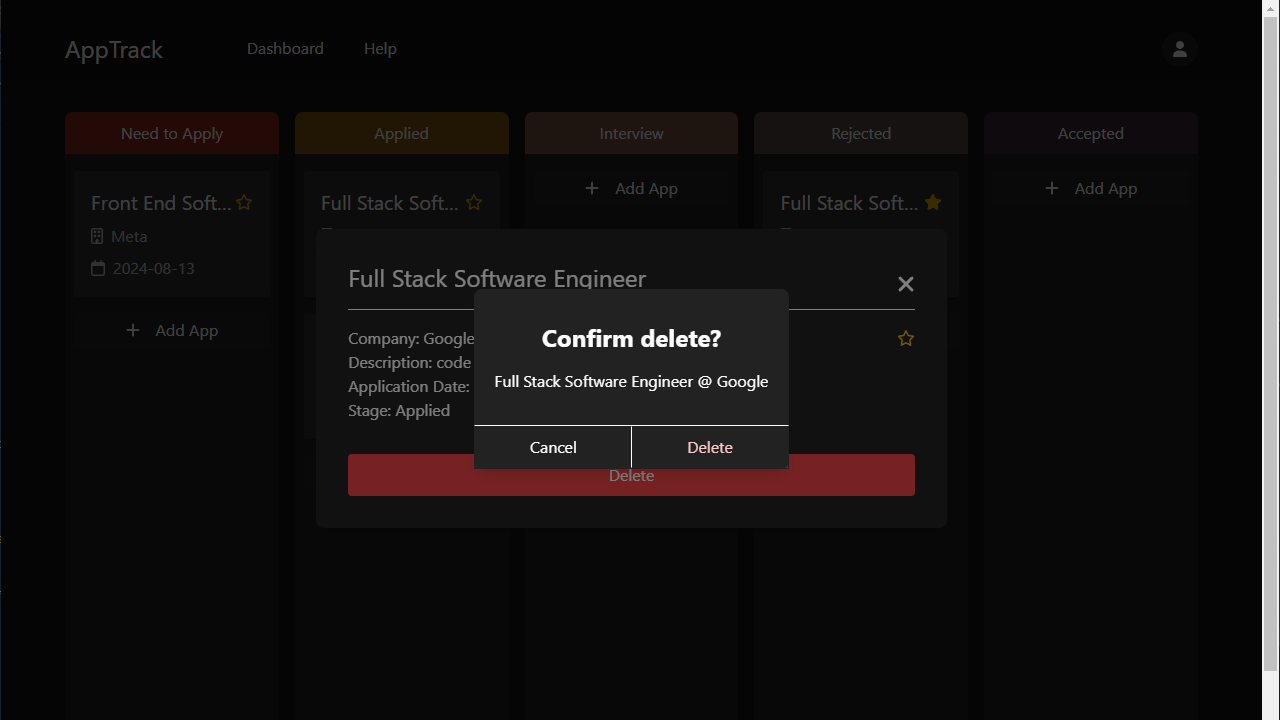 AppTrack Dashboard Help
Need to Apply Applied Interview Rejected Accepted
Front End Soft...
Meta
2024-08-13
Add App
Full Stack Soft...
Add App
Full Stack Soft...
Add App
Full Stack Software Engineer
Company: Google
Description: code
Application Date:
Stage: Applied
Delete
Confirm delete?
Full Stack Software Engineer @ Google
Cancel Delete